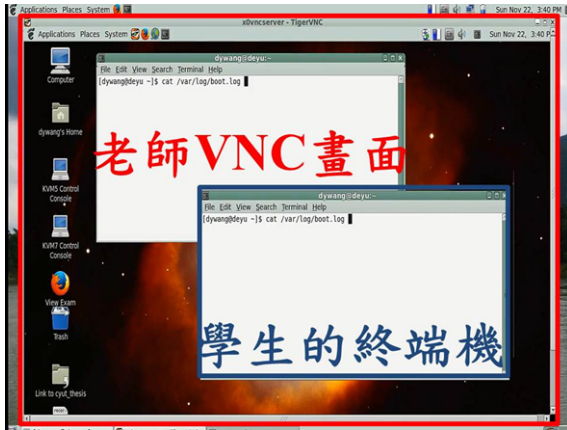 Applications Places System
Sun Nov 22, 3:40 PM
x0vncserver - TigerVNC
Applications Places System
Sun Nov 22, 3:40 P
dywang@deyu:~
File Edit View Search Terminal Help
[dywang@deyu ~]$ cat /var/log/boot.log
Computer
dywang's Home
老師VNC畫面
KVM5 Control
Console
dywang@deyu:~
File Edit View Search Terminal Help
[dywang@deyu ~]$ cat /var/log/boot.log
KVM7 Control
Console
View Exam
Trash
學生的終端機
Link to cyut_thesis